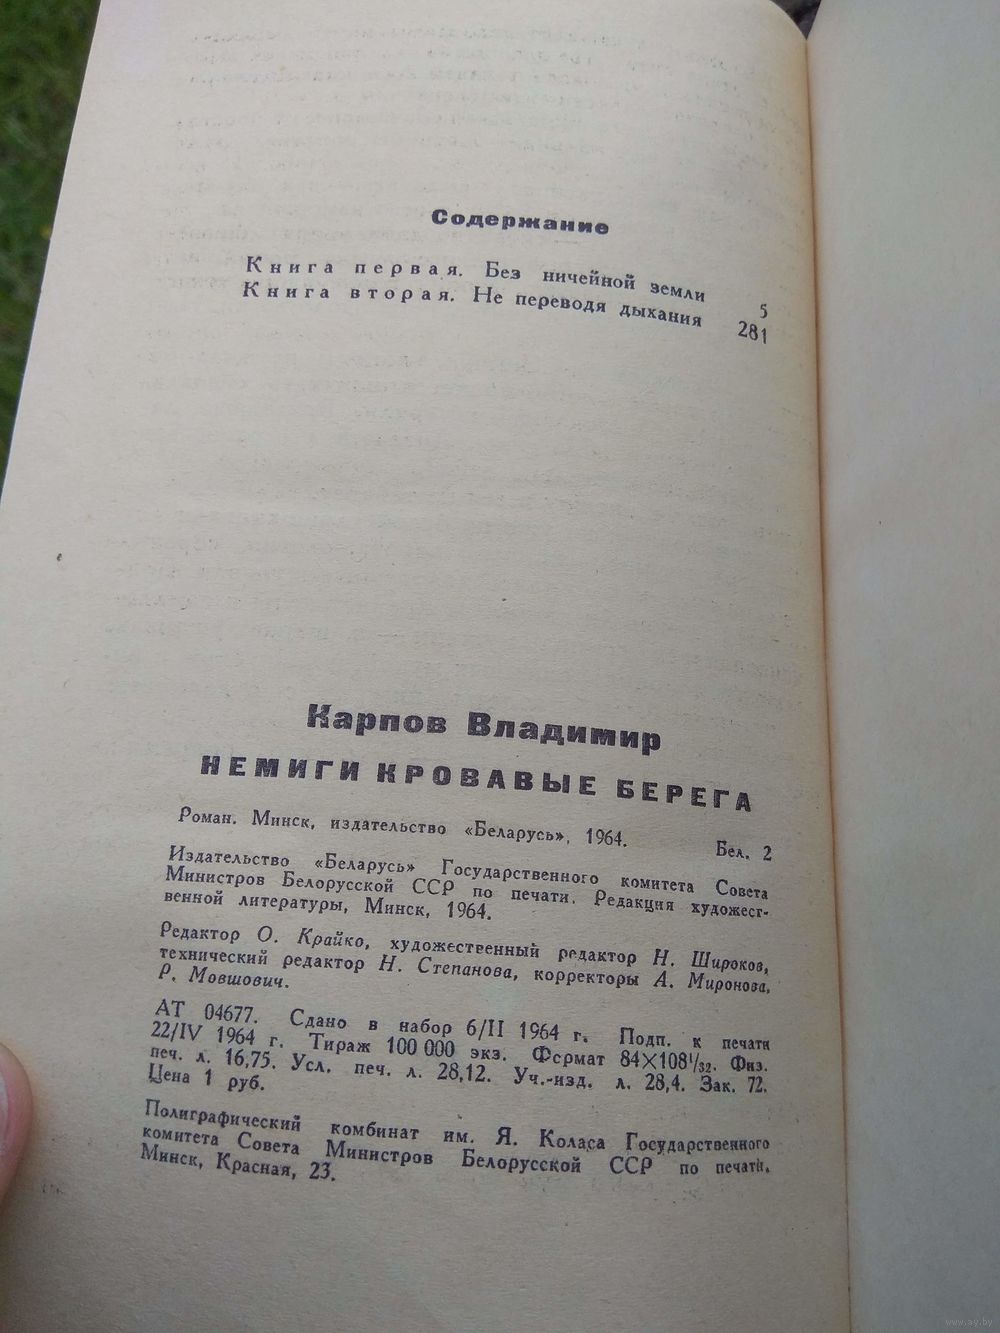 Содержание
Книга первая. Без ничейной земли 5
Книга вторая. Не переводя дыхания 281
Карпов Владимир
НЕМИГИ КРОВАВЫЕ БЕРЕГА
Роман. Минск, издательство «Беларусь», 1964. Бел. 2
Издательство «Беларусь» Государственного комитета Совета
Министров Белорусской ССР по печати. Редакция художест-
венной литературы, Минск, 1964.
Редактор О. Крайко, художественный редактор Н. Широков,
технический редактор Н. Степанова, корректоры А. Миронова,
Р. Мовшович.
АТ 04677. Сдано в набор 6/II 1964 г. Подп. к печати
22/IV 1964 г. Тираж 100 000 экз. Формат 84×108 1/32. Физ.
печ. л. 16,75. Усл. печ. л. 28,12. Уч.-изд. л. 28,4. Зак. 72.
Цена 1 руб.
Полиграфический комбинат им. Я. Коласа Государственного
комитета Совета Министров Белорусской ССР по печати.
Минск, Красная, 23.
www.ay.by